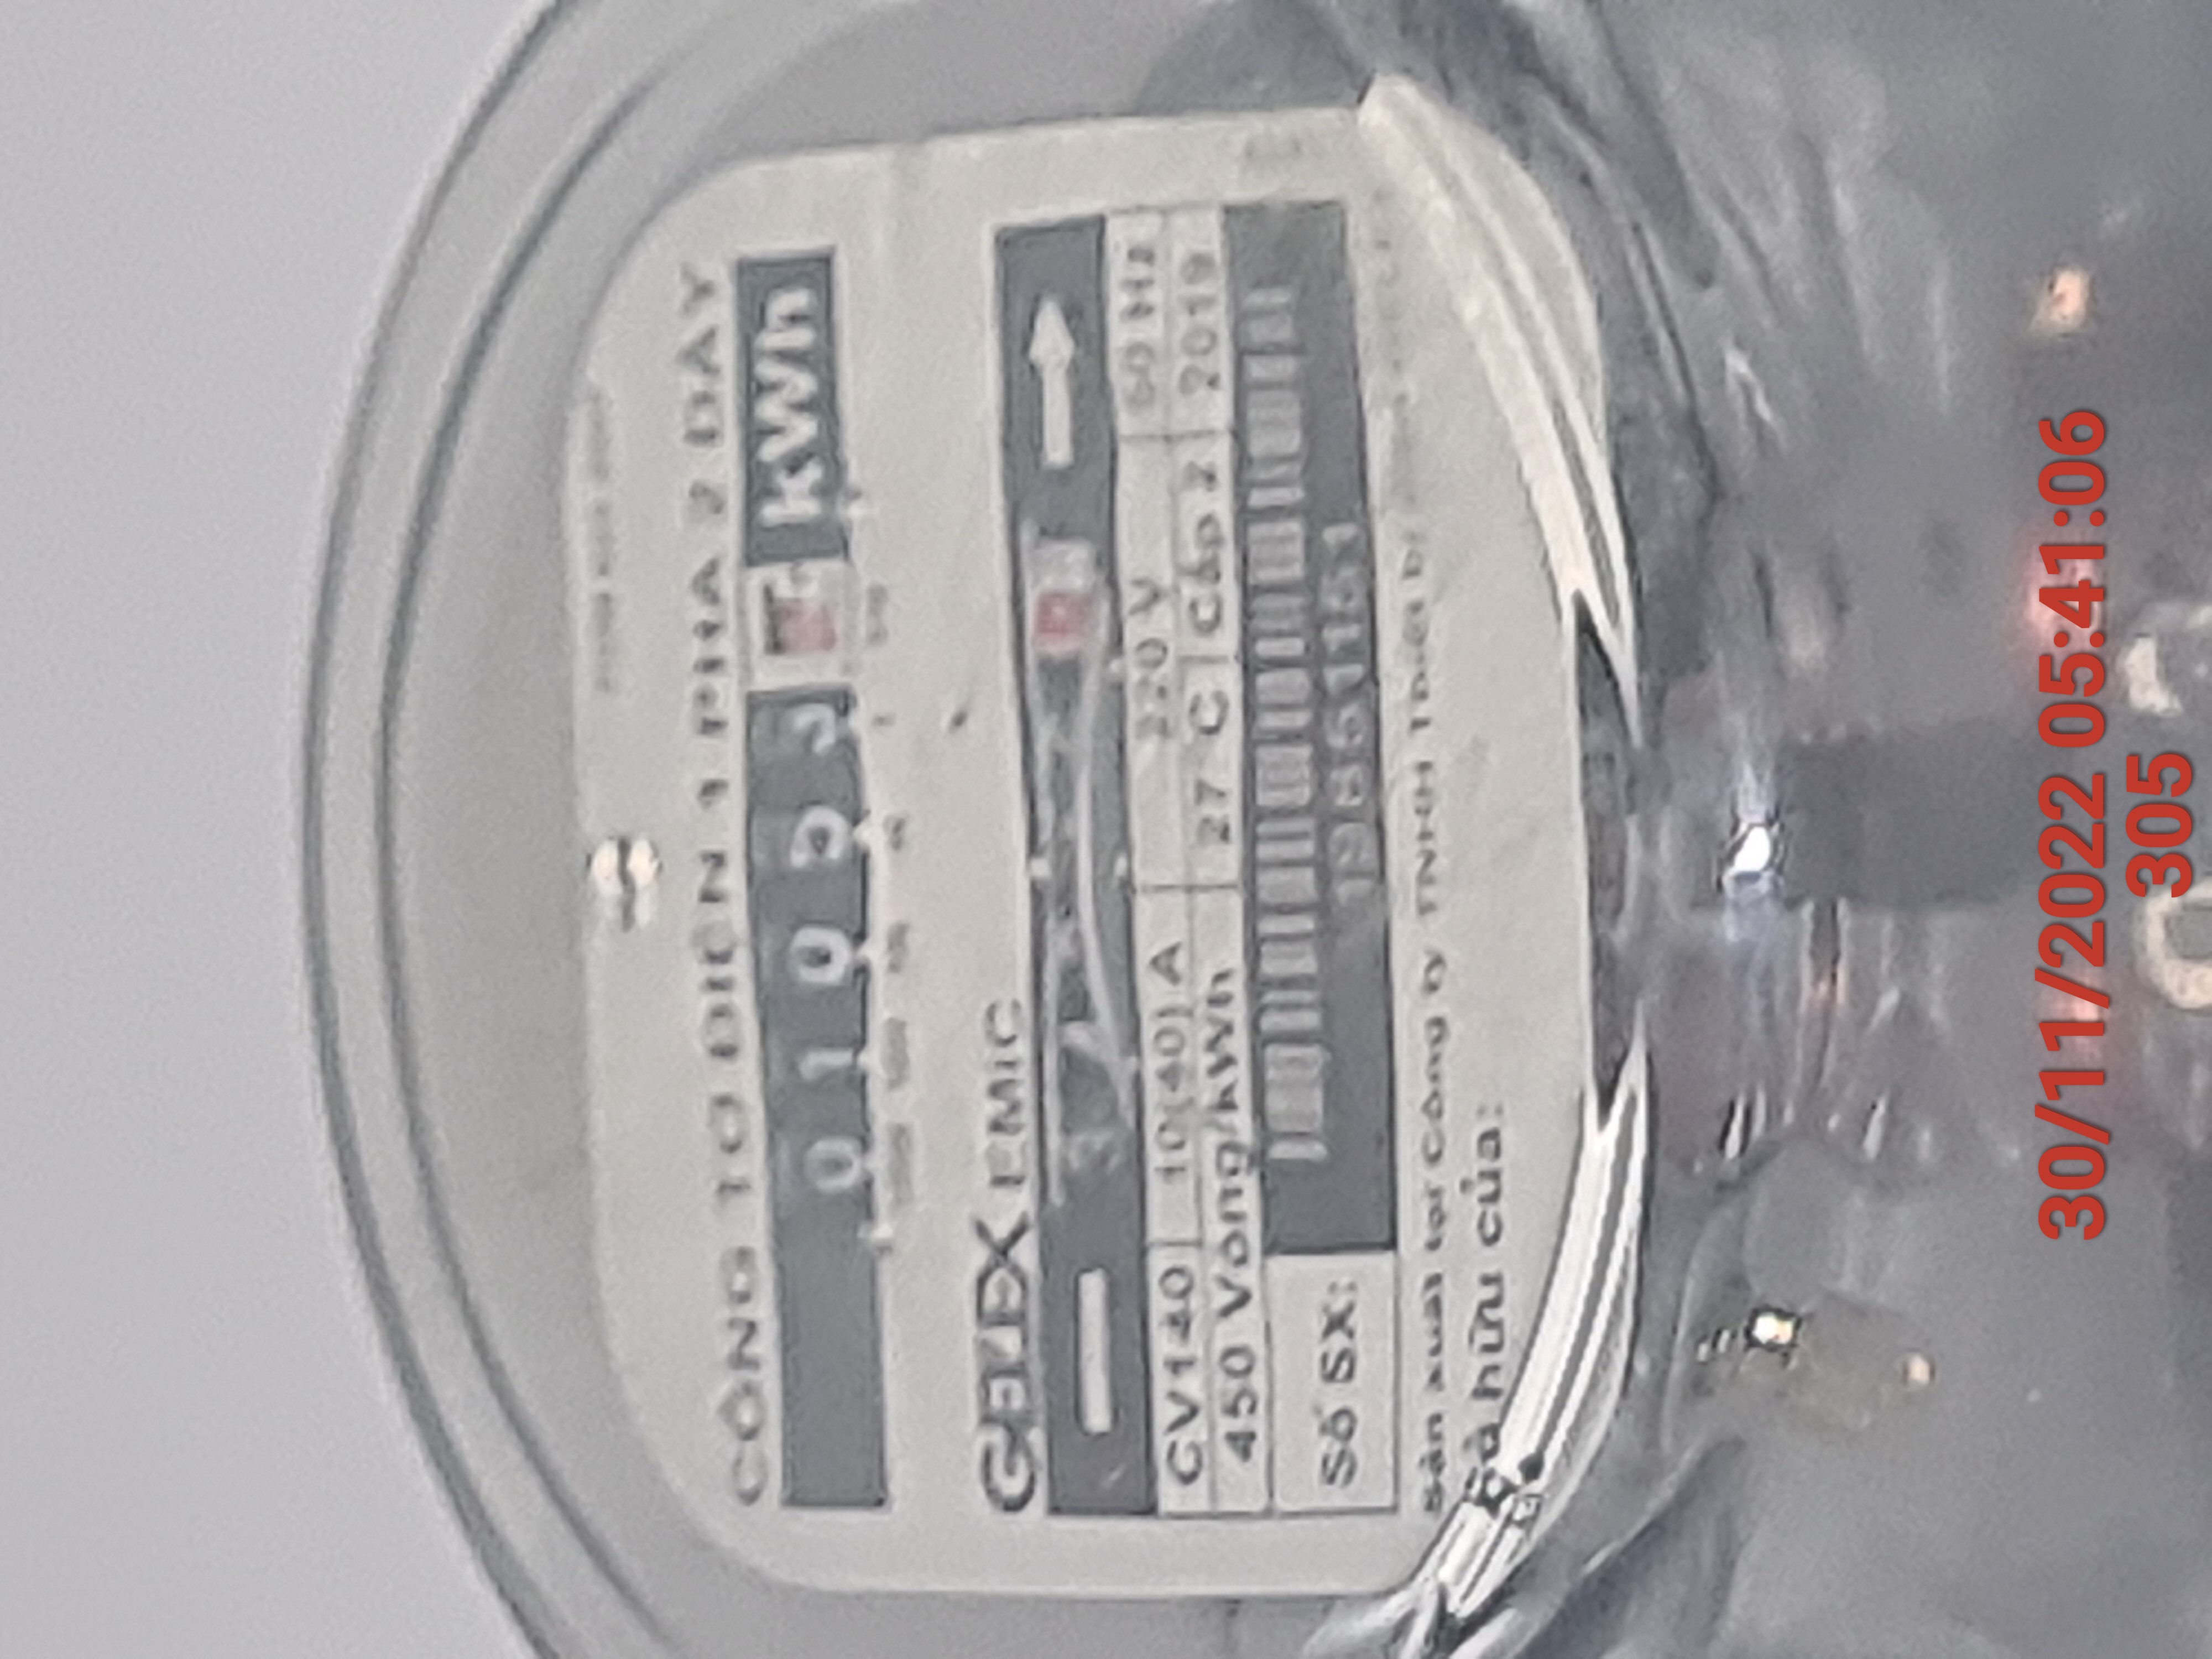 CÔNG TƠ ĐIỆN 1 PHA 2 DÂY
0 1 0 5 kWh
GELEX EMIC
CV140 10(40)A 220 V 50 Hz
450 Vòng/kWh 27 C Cấp 2 2019
Số SX:
Sản xuất tại Công ty TNHH Thiết bị
Sở hữu của:
30/11/2022 05:41:06
305